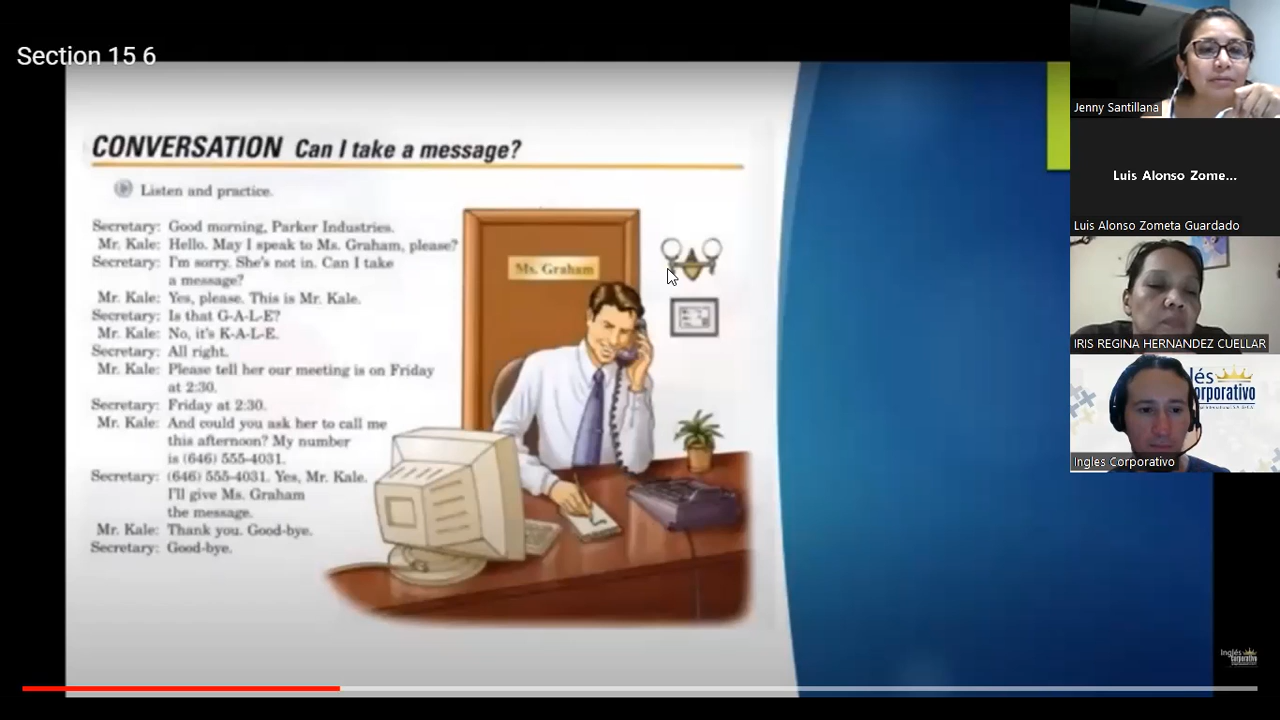 Section 15 6
CONVERSATION Can I take a message?
Listen and practice.
Secretary: Good morning, Parker Industries.
Mr. Kale: Hello. May I speak to Ms. Graham, please?
Secretary: I'm sorry. She's not in. Can I take
a message?
Mr. Kale: Yes, please. This is Mr. Kale.
Secretary: Is that G-A-L-E?
Mr. Kale: No, it's K-A-L-E.
Secretary: All right.
Mr. Kale: Please tell her our meeting is on Friday
at 2:30.
Secretary: Friday at 2:30.
Mr. Kale: And could you ask her to call me
this afternoon? My number
is (646) 555-4031.
Secretary: (646) 555-4031. Yes, Mr. Kale.
I'll give Ms. Graham
the message.
Mr. Kale: Thank you. Good-bye.
Secretary: Good-bye.
Ms. Graham
Jenny Santillana
Luis Alonso Zome...
Luis Alonso Zometa Guardado
IRIS REGINA HERNANDEZ CUELLAR
lés
orporativo
Ingles Corporativo
Inglés
Corporativo